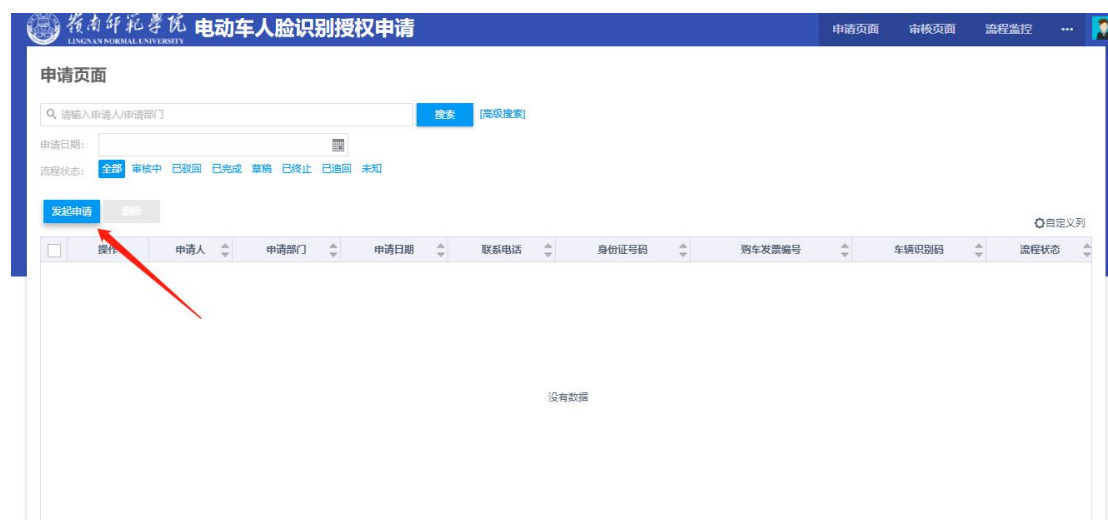 嶺南师范学院 电动车人脸识别授权申请 申请页面 审核页面 流程监控 ···
LINGNAN NORMAL UNIVERSITY
申请页面
请输入申请人/申请部门 搜索 [高级搜索]
申请日期:
流程状态: 全部 审核中 已驳回 已完成 草稿 已终止 已追回 未知
发起申请 删除
自定义列
操作 申请人 申请部门 申请日期 联系电话 身份证号码 购车发票编号 车辆识别码 流程状态
没有数据